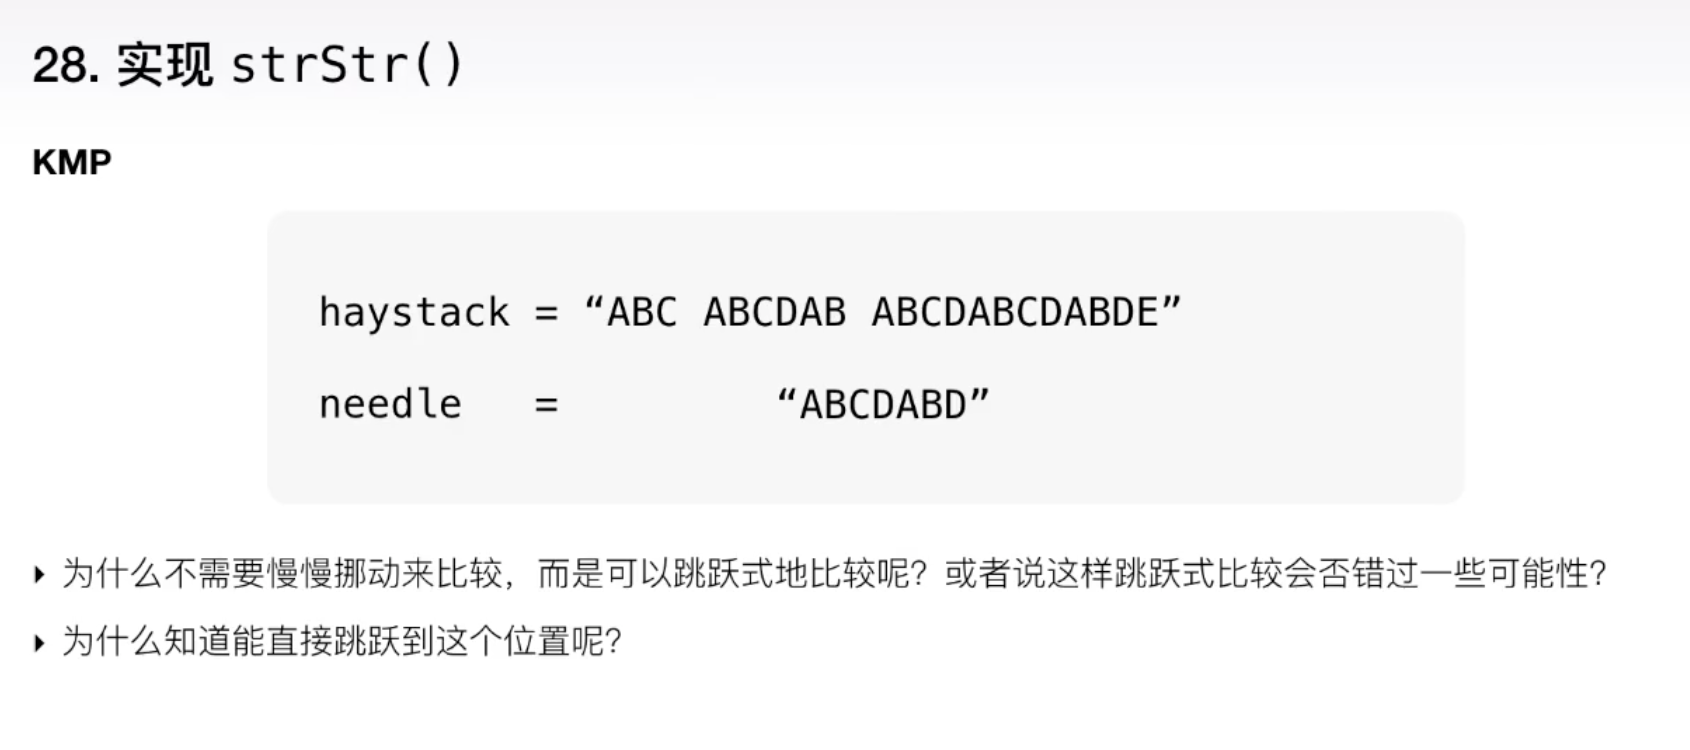 28. 实现 strStr()
KMP
haystack = “ABC ABCDAB ABCDABCDABDE”
needle   =         “ABCDABD”
‣ 为什么不需要慢慢挪动来比较，而是可以跳跃式地比较呢？或者说这样跳跃式比较会否错过一些可能性？
‣ 为什么知道能直接跳跃到这个位置呢？